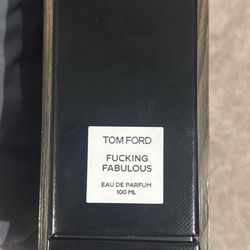 TOM FORD
FUCKING
FABULOUS
EAU DE PARFUM
100 ML